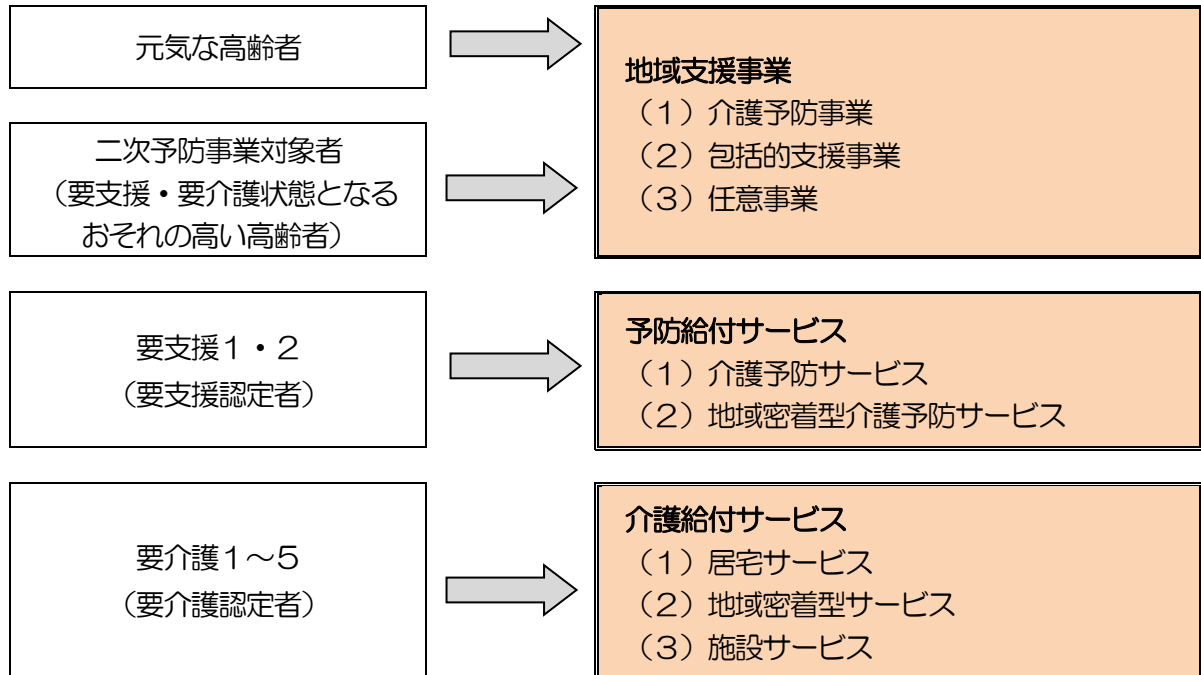 元気な高齢者
地域支援事業
（１）介護予防事業
（２）包括的支援事業
（３）任意事業
二次予防事業対象者
（要支援・要介護状態となる
おそれの高い高齢者）
要支援１・２
（要支援認定者）
予防給付サービス
（１）介護予防サービス
（２）地域密着型介護予防サービス
要介護１～５
（要介護認定者）
介護給付サービス
（１）居宅サービス
（２）地域密着型サービス
（３）施設サービス